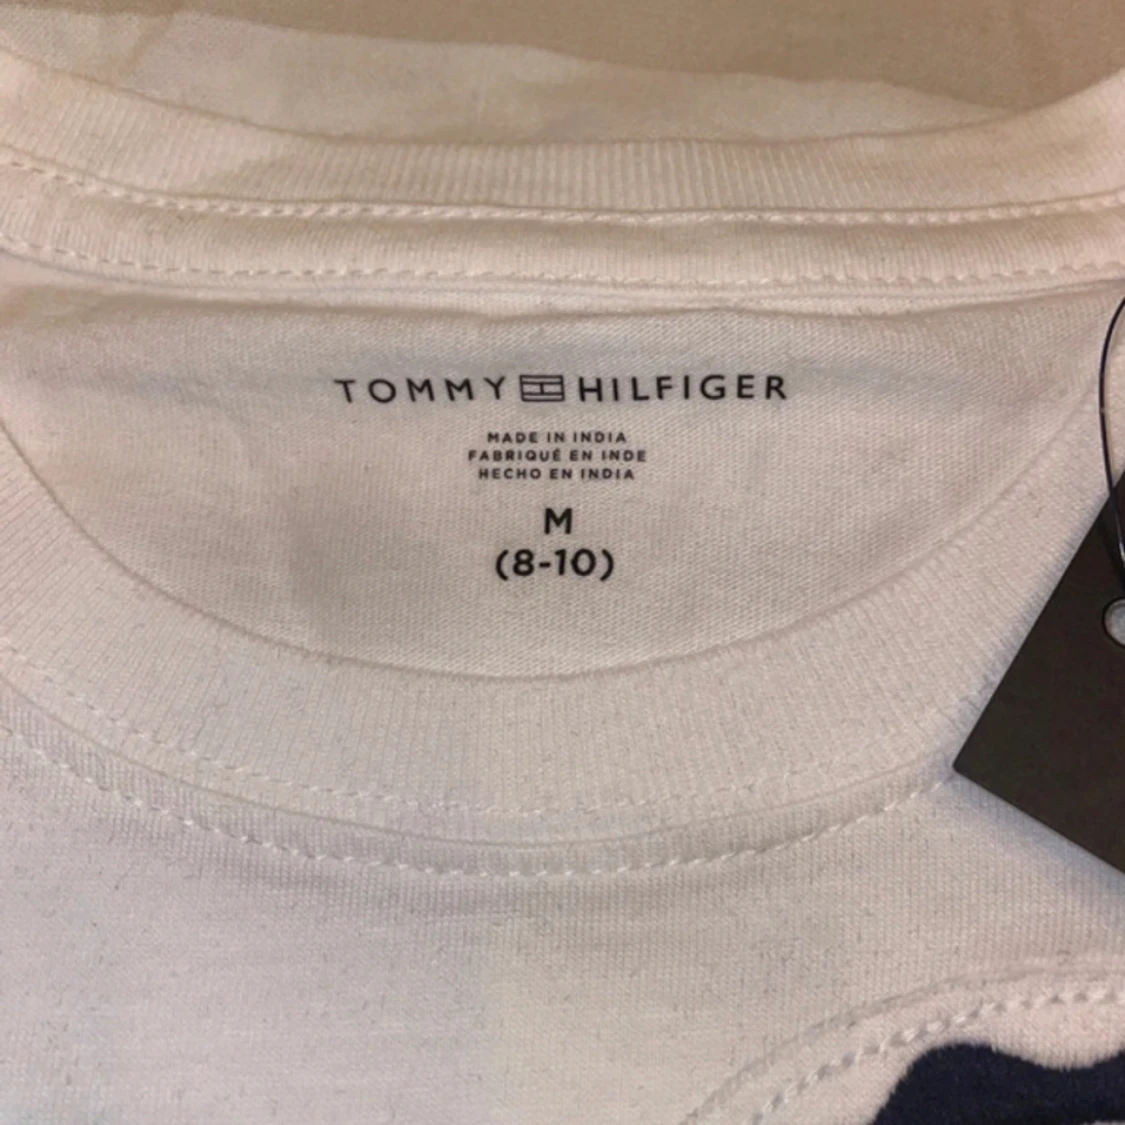 TOMMY HILFIGER
MADE IN INDIA
FABRIQUÉ EN INDE
HECHO EN INDIA
M
(8-10)